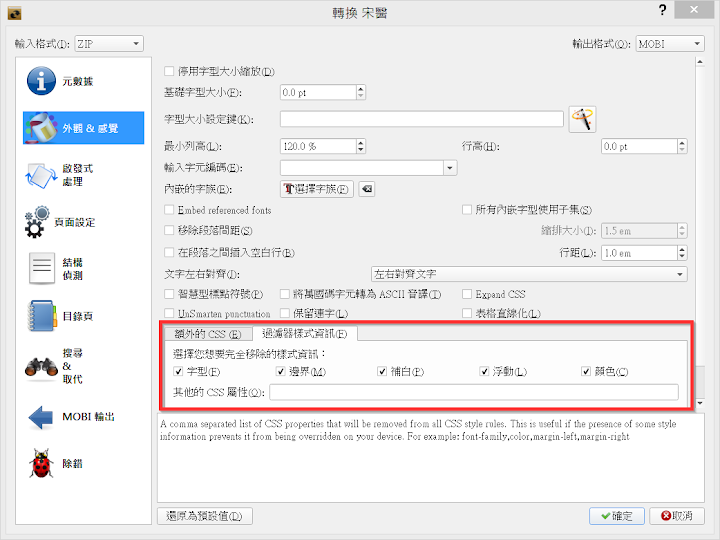 轉換 宋醫
?
輸入格式(I): ZIP
輸出格式(O): MOBI
元數據
外觀 & 感覺
啟發式
處理
頁面設定
結構
偵測
目錄頁
搜尋
&
取代
MOBI 輸出
除錯
停用字型大小縮放(D)
基礎字型大小(F): 0.0 pt
字型大小設定鍵(K):
最小列高(L): 120.0 % 行高(H): 0.0 pt
輸入字元編碼(E):
內嵌的字族(E): 選擇字族(F)
Embed referenced fonts 所有內嵌字型使用子集(S)
移除段落間距(S) 縮排大小(I): 1.5 em
在段落之間插入空白行(B) 行距(L): 1.0 em
文字左右對齊(J): 左右對齊文字
智慧型標點符號(P) 將萬國碼字元轉為 ASCII 音譯(T) Expand CSS
UnSmarten punctuation 保留連字(L) 表格直線化(L)
額外的 CSS (E) 過濾器樣式資訊(F)
選擇您想要完全移除的樣式資訊：
字型(F) 邊界(M) 補白(P) 浮動(L) 顏色(C)
其他的 CSS 屬性(O):
A comma separated list of CSS properties that will be removed from all CSS style rules. This is useful if the presence of some style
information prevents it from being overridden on your device. For example: font-family,color,margin-left,margin-right
還原為預設值(D) 確定 取消